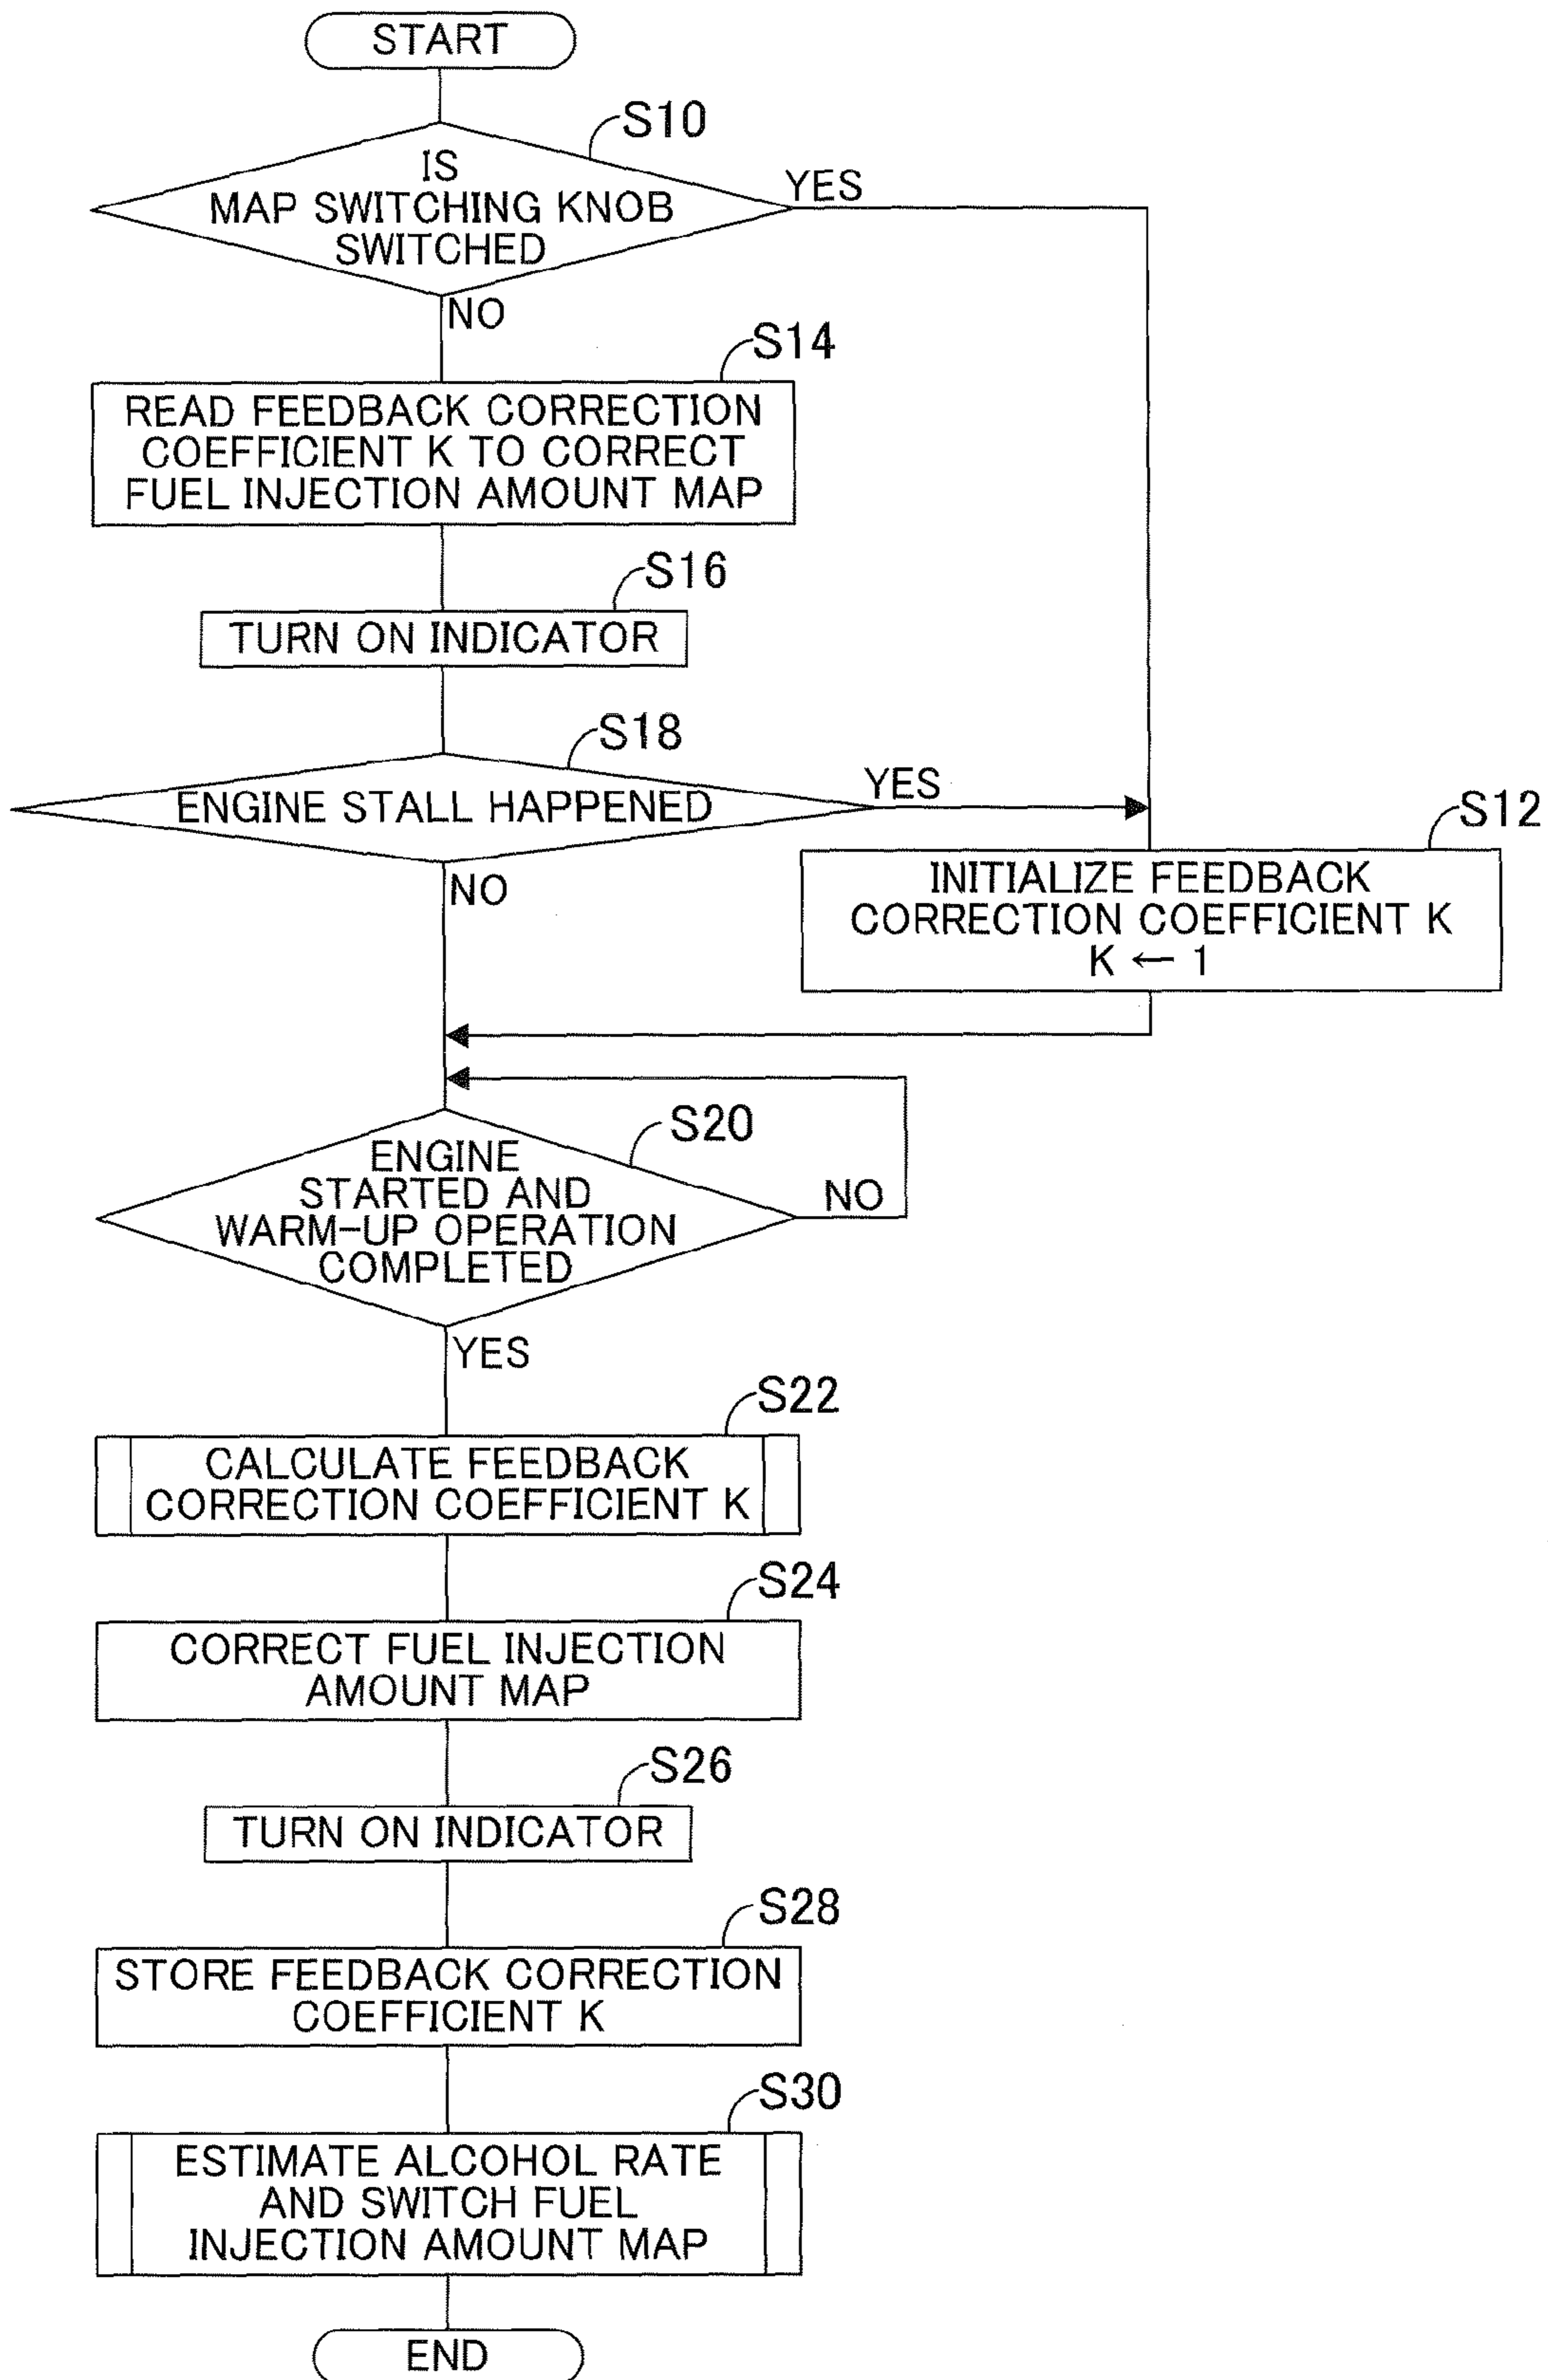 START
S10
IS
MAP SWITCHING KNOB
SWITCHED
YES
NO
S14
READ FEEDBACK CORRECTION
COEFFICIENT K TO CORRECT
FUEL INJECTION AMOUNT MAP
S16
TURN ON INDICATOR
S18
ENGINE STALL HAPPENED
YES
NO
S12
INITIALIZE FEEDBACK
CORRECTION COEFFICIENT K
K ← 1
S20
ENGINE
STARTED AND
WARM-UP OPERATION
COMPLETED
NO
YES
S22
CALCULATE FEEDBACK
CORRECTION COEFFICIENT K
S24
CORRECT FUEL INJECTION
AMOUNT MAP
S26
TURN ON INDICATOR
S28
STORE FEEDBACK CORRECTION
COEFFICIENT K
S30
ESTIMATE ALCOHOL RATE
AND SWITCH FUEL
INJECTION AMOUNT MAP
END